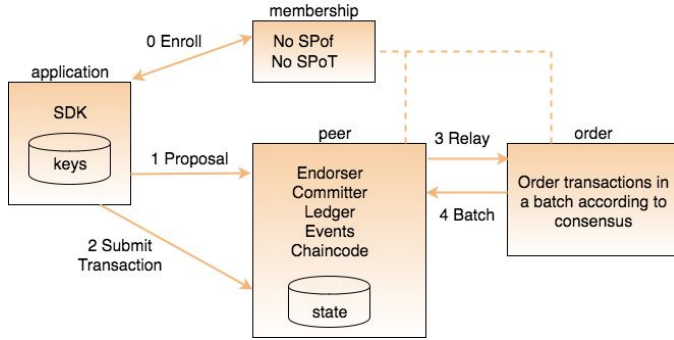 membership
0 Enroll
No SPof
No SPoT
application
SDK
keys
peer
3 Relay
order
1 Proposal
Endorser
Committer
Ledger
Events
Chaincode
Order transactions in
a batch according to
consensus
4 Batch
2 Submit
Transaction
state